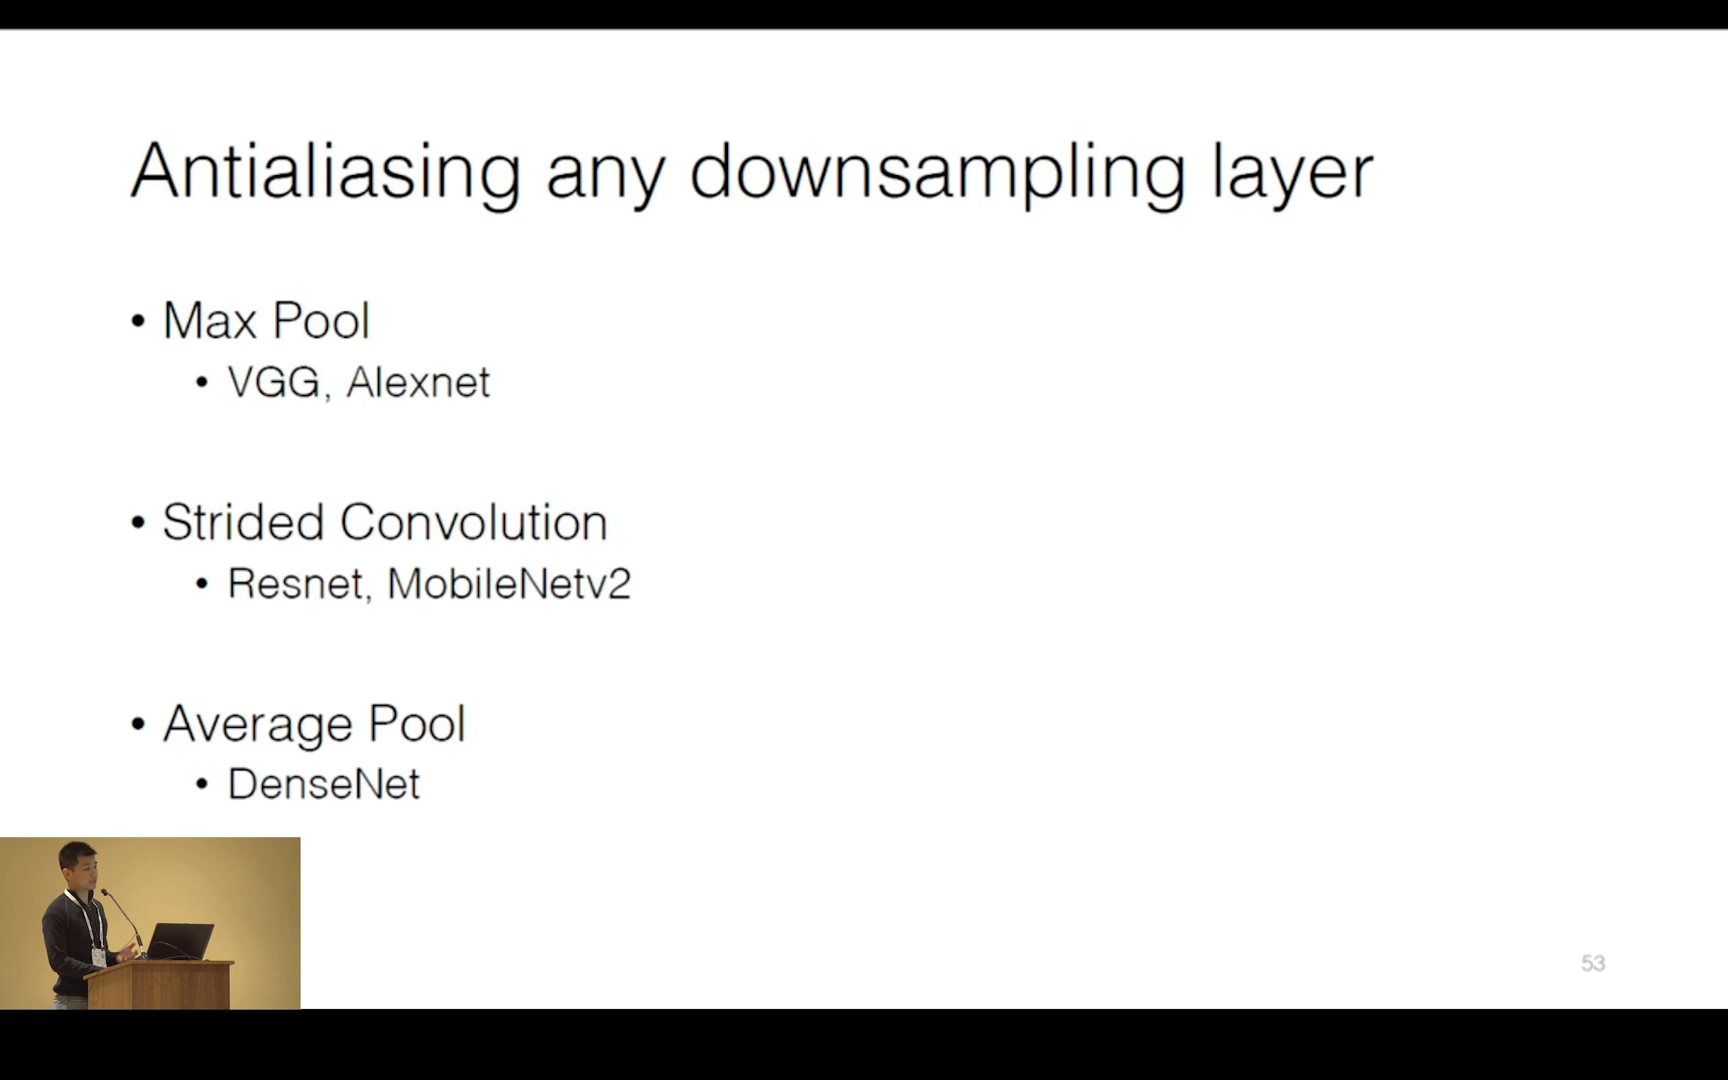 Antialiasing any downsampling layer
• Max Pool
• VGG, Alexnet
• Strided Convolution
• Resnet, MobileNetv2
• Average Pool
• DenseNet
53